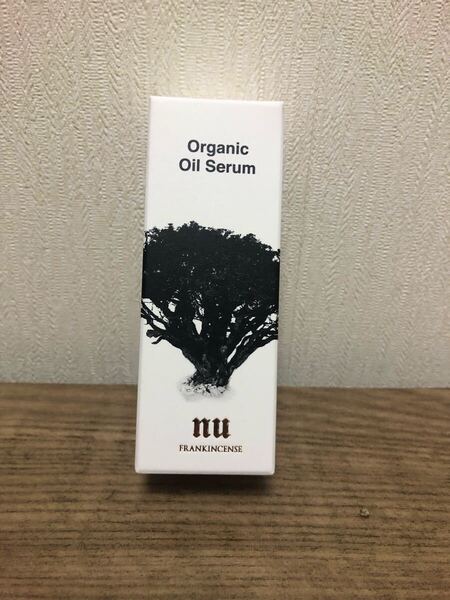 Organic
Oil Serum
nu
FRANKINCENSE